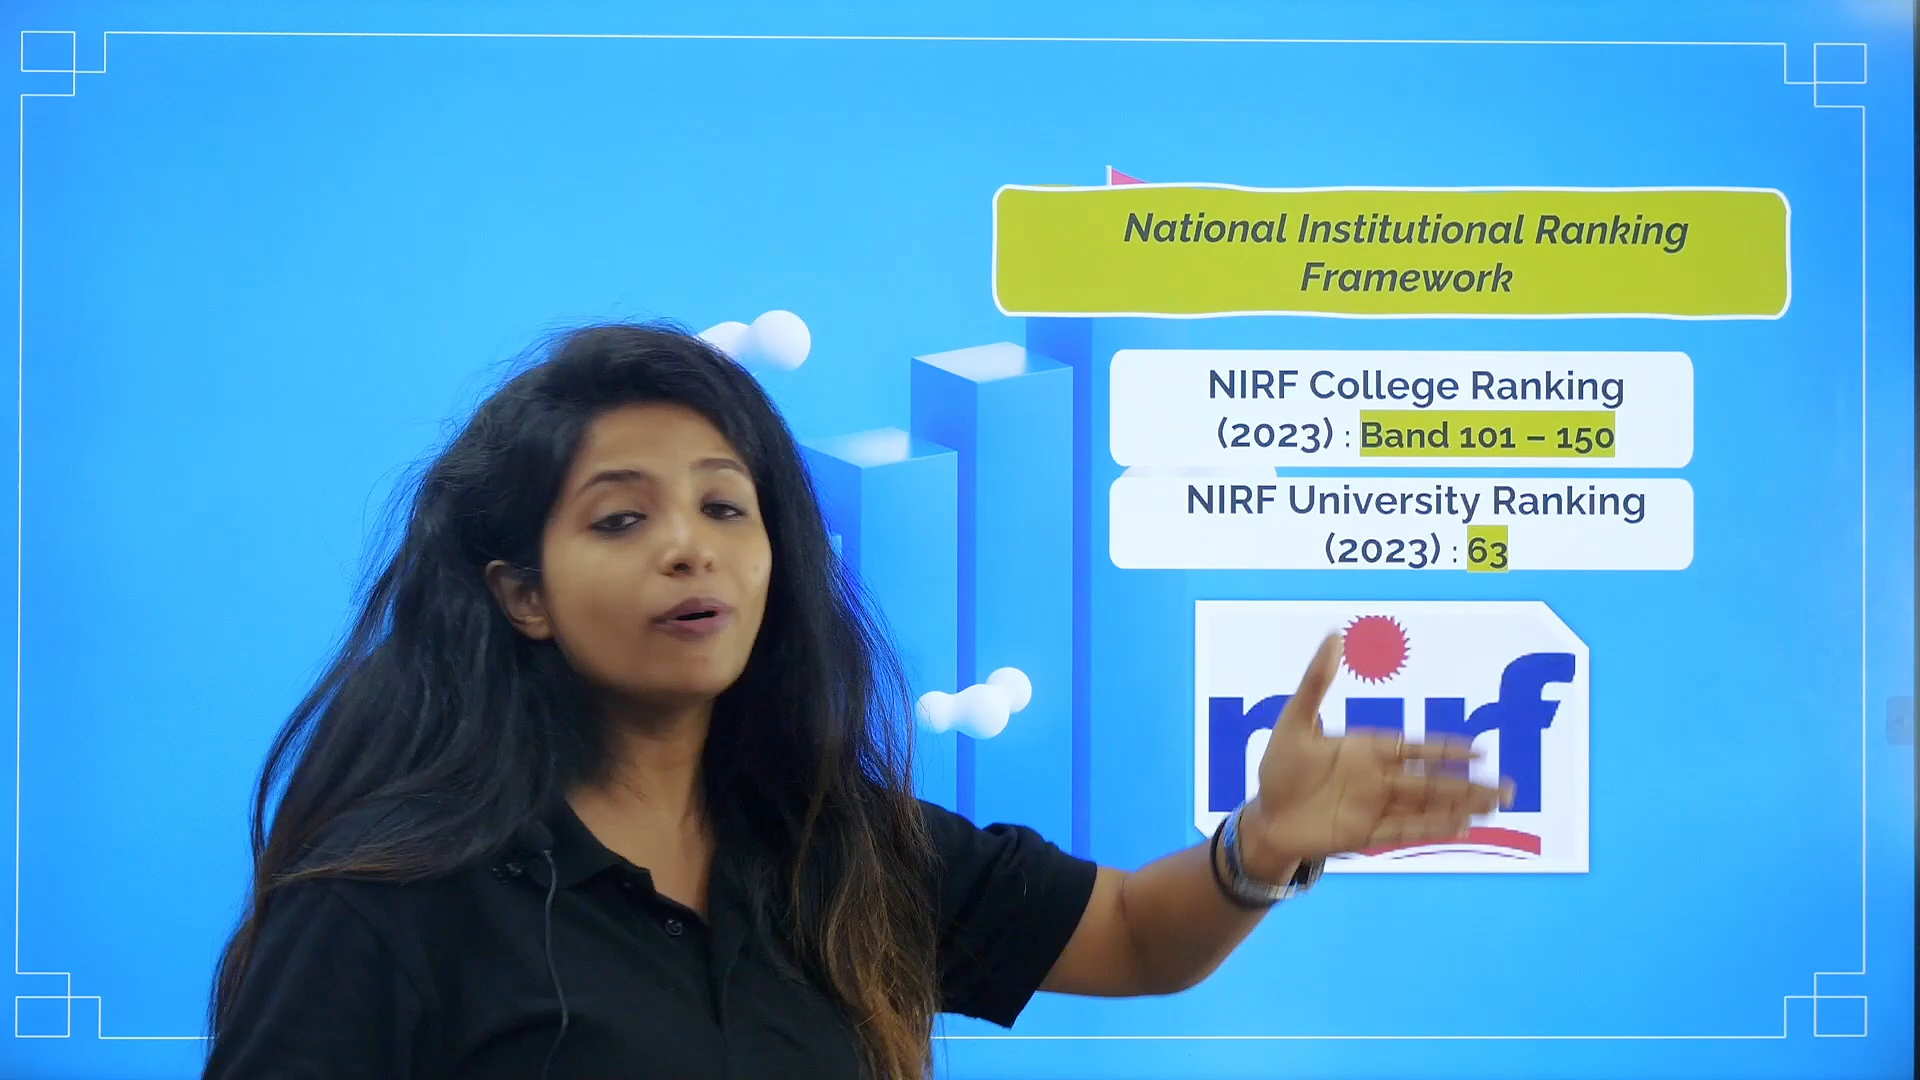 National Institutional Ranking
Framework
NIRF College Ranking
(2023) : Band 101 – 150
NIRF University Ranking
(2023) : 63
nirf